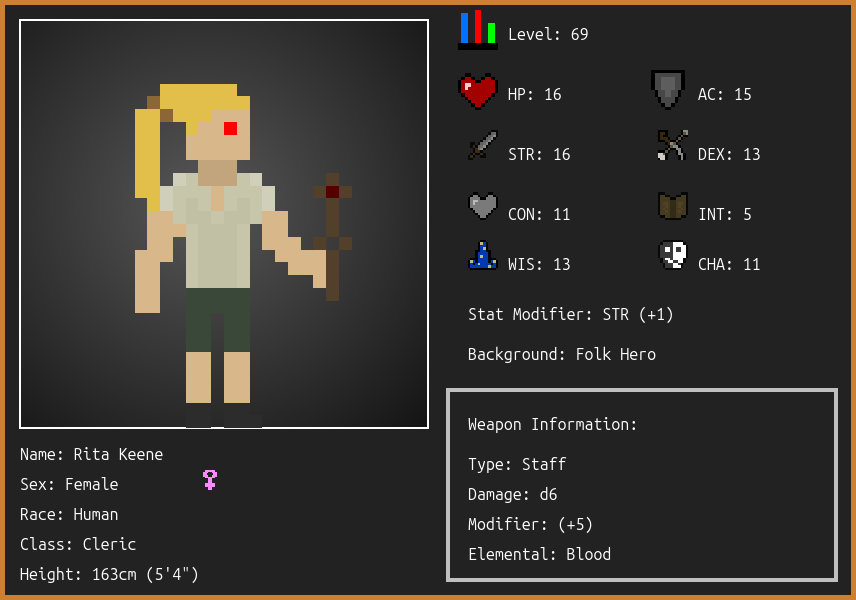 Level: 69
HP: 16
AC: 15
STR: 16
DEX: 13
CON: 11
INT: 5
WIS: 13
CHA: 11
Stat Modifier: STR (+1)
Background: Folk Hero
Weapon Information:
Type: Staff
Damage: d6
Modifier: (+5)
Elemental: Blood
Name: Rita Keene
Sex: Female
Race: Human
Class: Cleric
Height: 163cm (5'4")